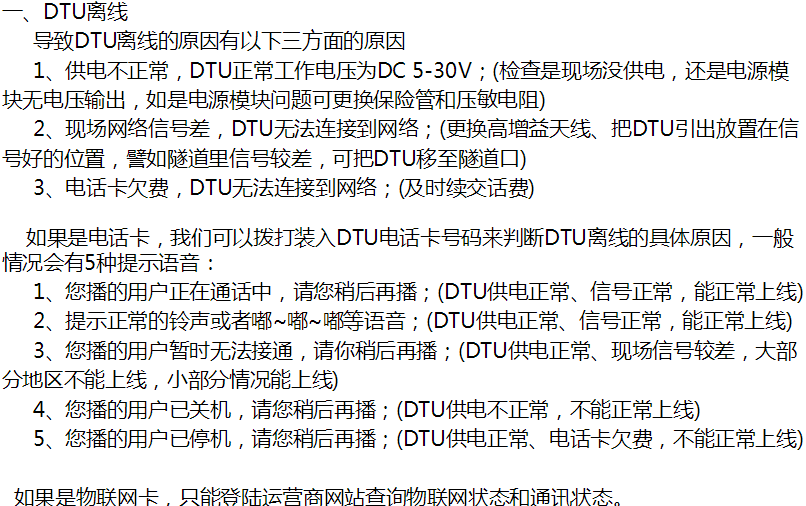 一、DTU离线
导致DTU离线的原因有以下三方面的原因
1、供电不正常，DTU正常工作电压为DC 5-30V；(检查是现场没供电，还是电源模
块无电压输出，如是电源模块问题可更换保险管和压敏电阻)
2、现场网络信号差，DTU无法连接到网络；(更换高增益天线、把DTU引出放置在信
号好的位置，譬如隧道里信号较差，可把DTU移至隧道口)
3、电话卡欠费，DTU无法连接到网络；(及时续交话费)
如果是电话卡，我们可以拨打装入DTU电话卡号码来判断DTU离线的具体原因，一般
情况会有5种提示语音：
1、您播的用户正在通话中，请您稍后再播；(DTU供电正常、信号正常，能正常上线)
2、提示正常的铃声或者嘟~嘟~嘟等语音；(DTU供电正常、信号正常，能正常上线)
3、您播的用户暂时无法接通，请你稍后再播；(DTU供电正常、现场信号较差，大部
分地区不能上线，小部分情况能上线)
4、您播的用户已关机，请您稍后再播；(DTU供电不正常，不能正常上线)
5、您播的用户已停机，请您稍后再播；(DTU供电正常、电话卡欠费，不能正常上线)
如果是物联网卡，只能登陆运营商网站查询物联网状态和通讯状态。